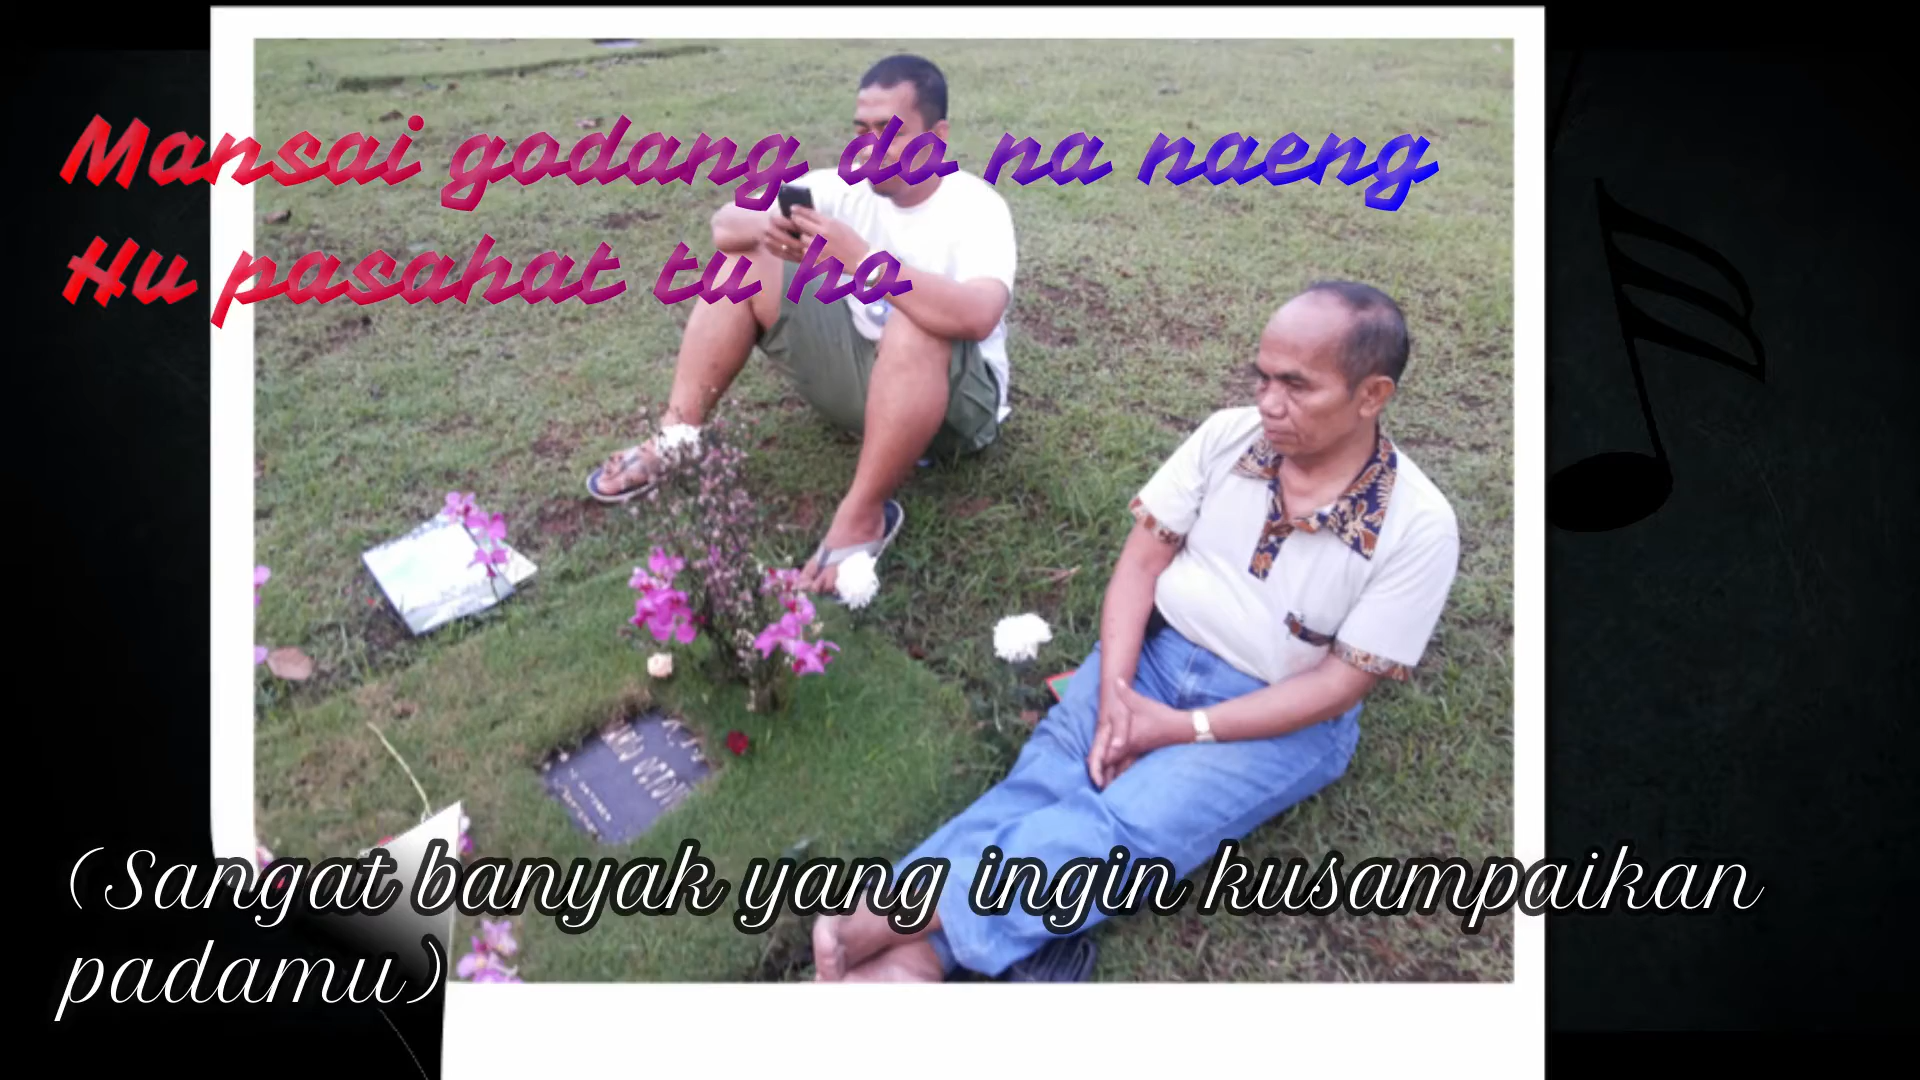 Mansai godang do na naeng
Hu pasahat tu ho
(Sangat banyak yang ingin kusampaikan
padamu)